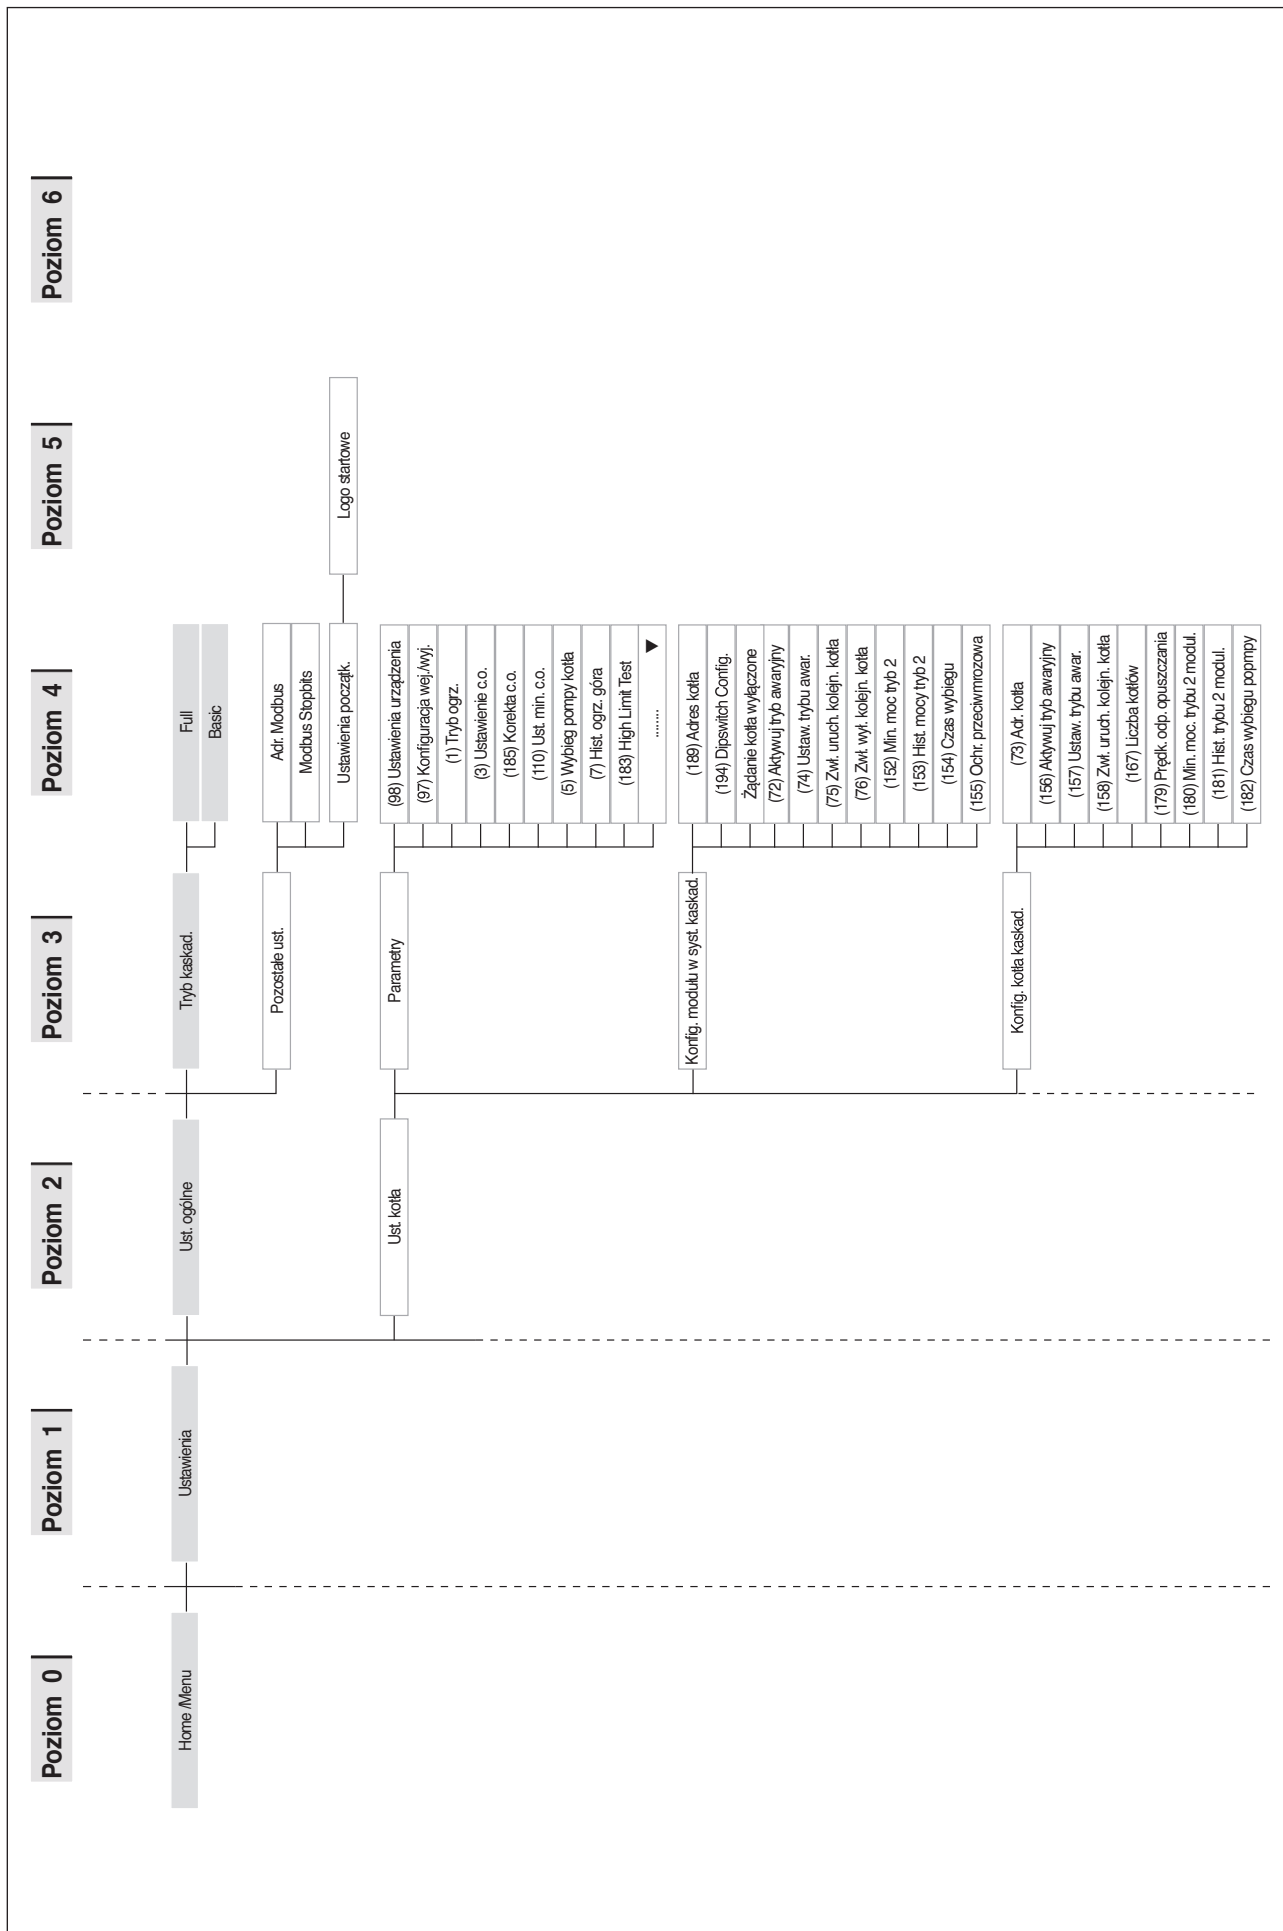 Poziom 0
Poziom 1
Poziom 2
Poziom 3
Poziom 4
Poziom 5
Poziom 6
Home /Menu
Ustawienia
Ust. ogólne
Tryb kaskad.
Full
Basic
Pozostałe ust.
Adr. Modbus
Modbus Stopbits
Ustawienia początk.
Logo startowe
Ust. kotła
Parametry
(98) Ustawienia urządzenia
(97) Konfiguracja wej./wyj.
(1) Tryb ogrz.
(3) Ustawienie c.o.
(185) Korekta c.o.
(110) Ust. min. c.o.
(5) Wybieg pompy kotła
(7) Hist. ogrz. góra
(183) High Limit Test
........ ▼
Konfig. modułu w syst. kaskad.
(189) Adres kotła
(194) Dipswitch Config.
Żądanie kotła wyłączone
(72) Aktywuj tryb awaryjny
(74) Ustaw. trybu awar.
(75) Zwł. uruch. kolejn. kotła
(76) Zwł. wył. kolejn. kotła
(152) Min. moc tryb 2
(153) Hist. mocy tryb 2
(154) Czas wybiegu
(155) Ochr. przeciwmrozowa
Konfig. kotła kaskad.
(73) Adr. kotła
(156) Aktywuj tryb awaryjny
(157) Ustaw. trybu awar.
(158) Zwł. uruch. kolejn. kotła
(167) Liczba kotłów
(179) Prędk. odp. opuszczania
(180) Min. moc. trybu 2 modul.
(181) Hist. trybu 2 modul.
(182) Czas wybiegu popmpy